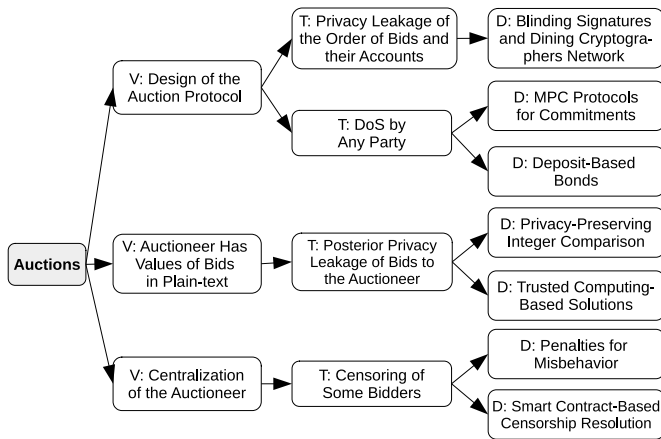 Auctions
V: Design of the
Auction Protocol
T: Privacy Leakage of
the Order of Bids and
their Accounts
D: Blinding Signatures
and Dining Cryptogra-
phers Network
T: DoS by
Any Party
D: MPC Protocols
for Commitments
D: Deposit-Based
Bonds
V: Auctioneer Has
Values of Bids
in Plain-text
T: Posterior Privacy
Leakage of Bids to
the Auctioneer
D: Privacy-Preserving
Integer Comparison
D: Trusted Computing-
Based Solutions
V: Centralization
of the Auctioneer
T: Censoring of
Some Bidders
D: Penalties for
Misbehavior
D: Smart Contract-Based
Censorship Resolution